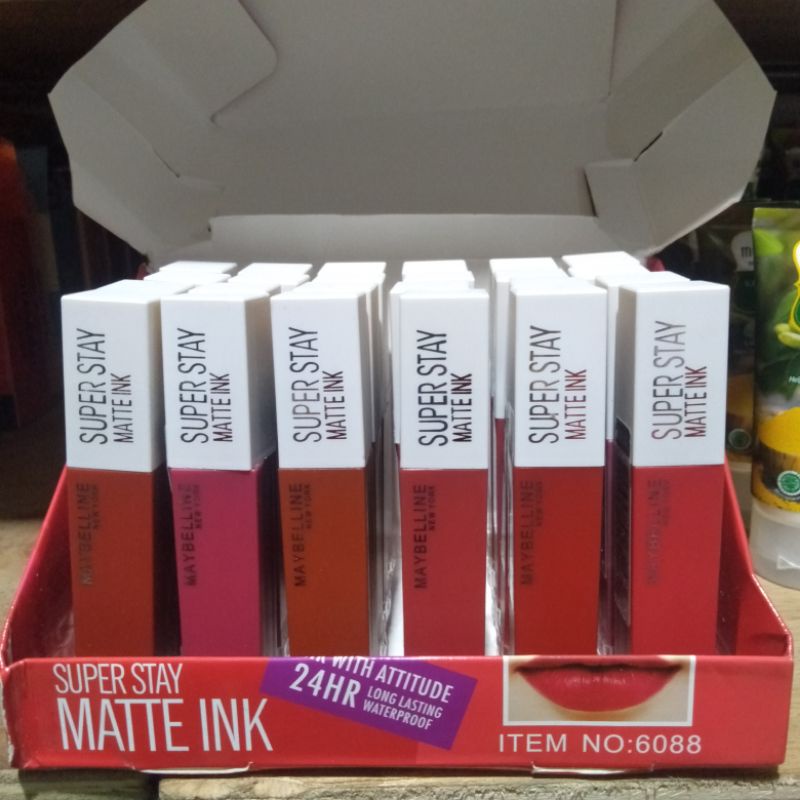 SUPER STAY
MATTE INK
SUPER STAY
MATTE INK
SUPER STAY
MATTE INK
SUPER STAY
MATTE INK
SUPER STAY
MATTE INK
SUPER STAY
MATTE INK
MAYBELLINE
NEW YORK
MAYBELLINE
NEW YORK
MAYBELLINE
NEW YORK
MAYBELLINE
NEW YORK
MAYBELLINE
NEW YORK
MAYBELLINE
NEW YORK
SUPER STAY
MATTE INK
WITH ATTITUDE
24HR LONG LASTING
WATERPROOF
ITEM NO:6088